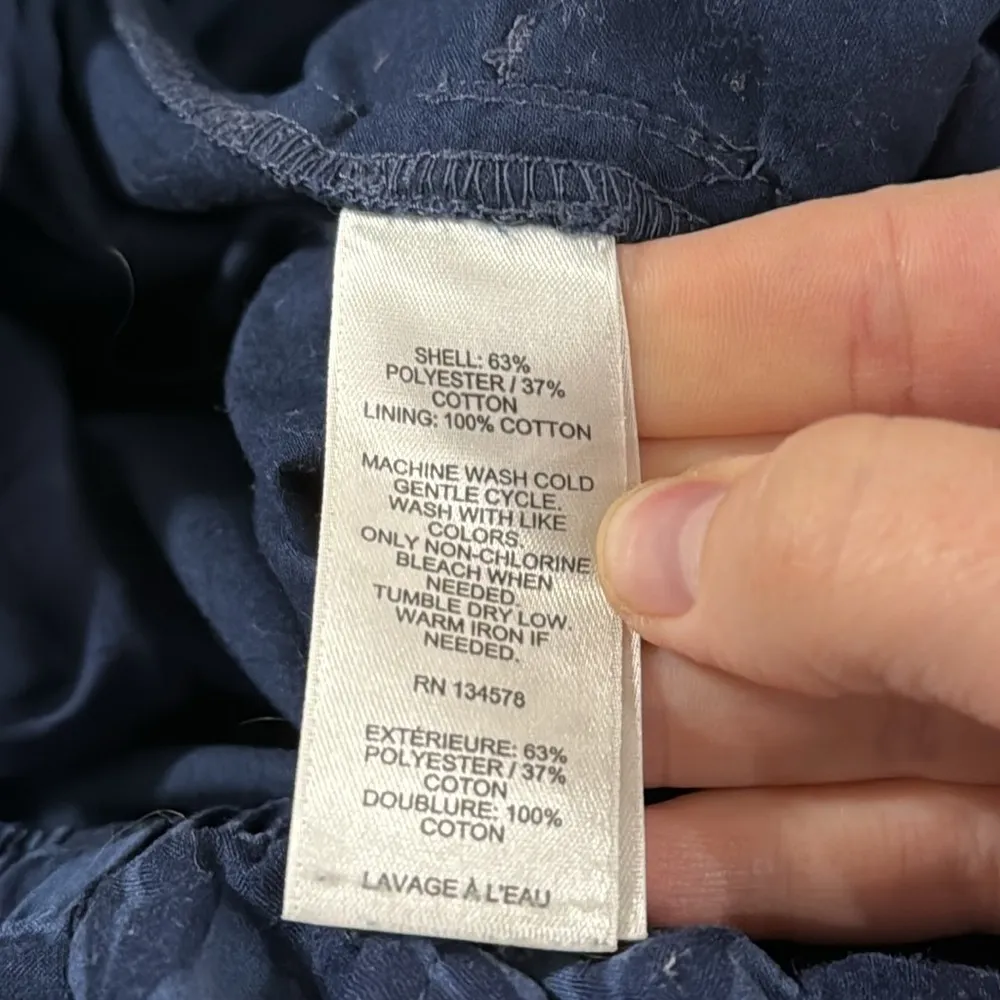 SHELL: 63%
POLYESTER / 37%
COTTON
LINING: 100% COTTON
MACHINE WASH COLD
GENTLE CYCLE.
WASH WITH LIKE
COLORS.
ONLY NON-CHLORINE
BLEACH WHEN
NEEDED.
TUMBLE DRY LOW.
WARM IRON IF
NEEDED.
RN 134578
EXTÉRIEURE: 63%
POLYESTER / 37%
COTON
DOUBLURE: 100%
COTON
LAVAGE À L'EAU